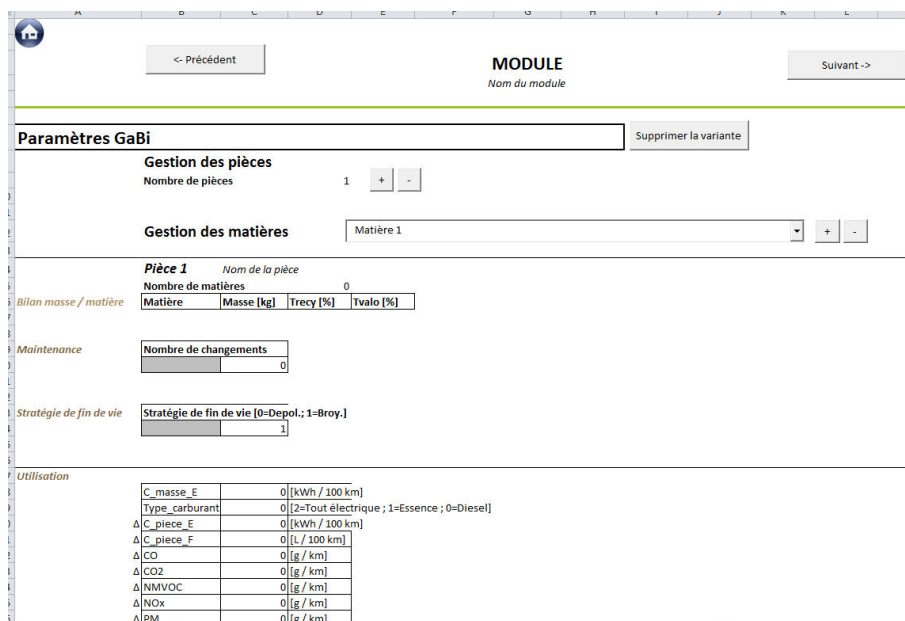 A B C D E F G H I J K L
<- Précédent
MODULE
Suivant ->
Nom du module
Paramètres GaBi
Supprimer la variante
Gestion des pièces
Nombre de pièces 1 + -
Gestion des matières Matière 1 + -
Pièce 1 Nom de la pièce
Nombre de matières 0
Bilan masse / matière Matière Masse [kg] Trecy [%] Tvalo [%]
Maintenance Nombre de changements
0
Stratégie de fin de vie Stratégie de fin de vie [0=Depol.; 1=Broy.]
1
Utilisation
C_masse_E 0 [kWh / 100 km]
Type_carburant 0 [2=Tout électrique ; 1=Essence ; 0=Diesel]
Δ C_piece_E 0 [kWh / 100 km]
Δ C_piece_F 0 [L / 100 km]
Δ CO 0 [g / km]
Δ CO2 0 [g / km]
Δ NMVOC 0 [g / km]
Δ NOx 0 [g / km]
Δ PM 0 [g / km]